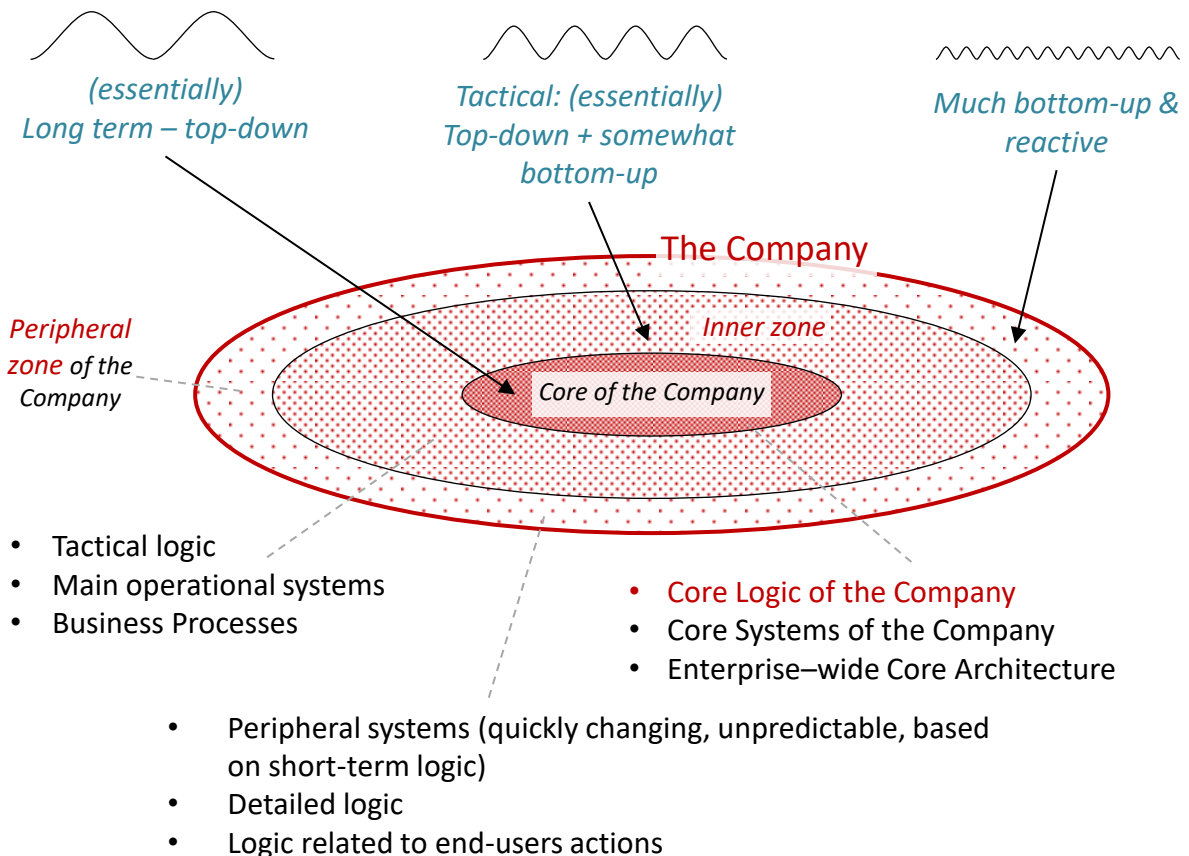 (essentially)
Long term – top-down
Tactical: (essentially)
Top-down + somewhat
bottom-up
Much bottom-up &
reactive
The Company
Peripheral
zone of the
Company
Inner zone
Core of the Company
• Tactical logic
• Main operational systems
• Business Processes
• Core Logic of the Company
• Core Systems of the Company
• Enterprise–wide Core Architecture
• Peripheral systems (quickly changing, unpredictable, based
on short-term logic)
• Detailed logic
• Logic related to end-users actions